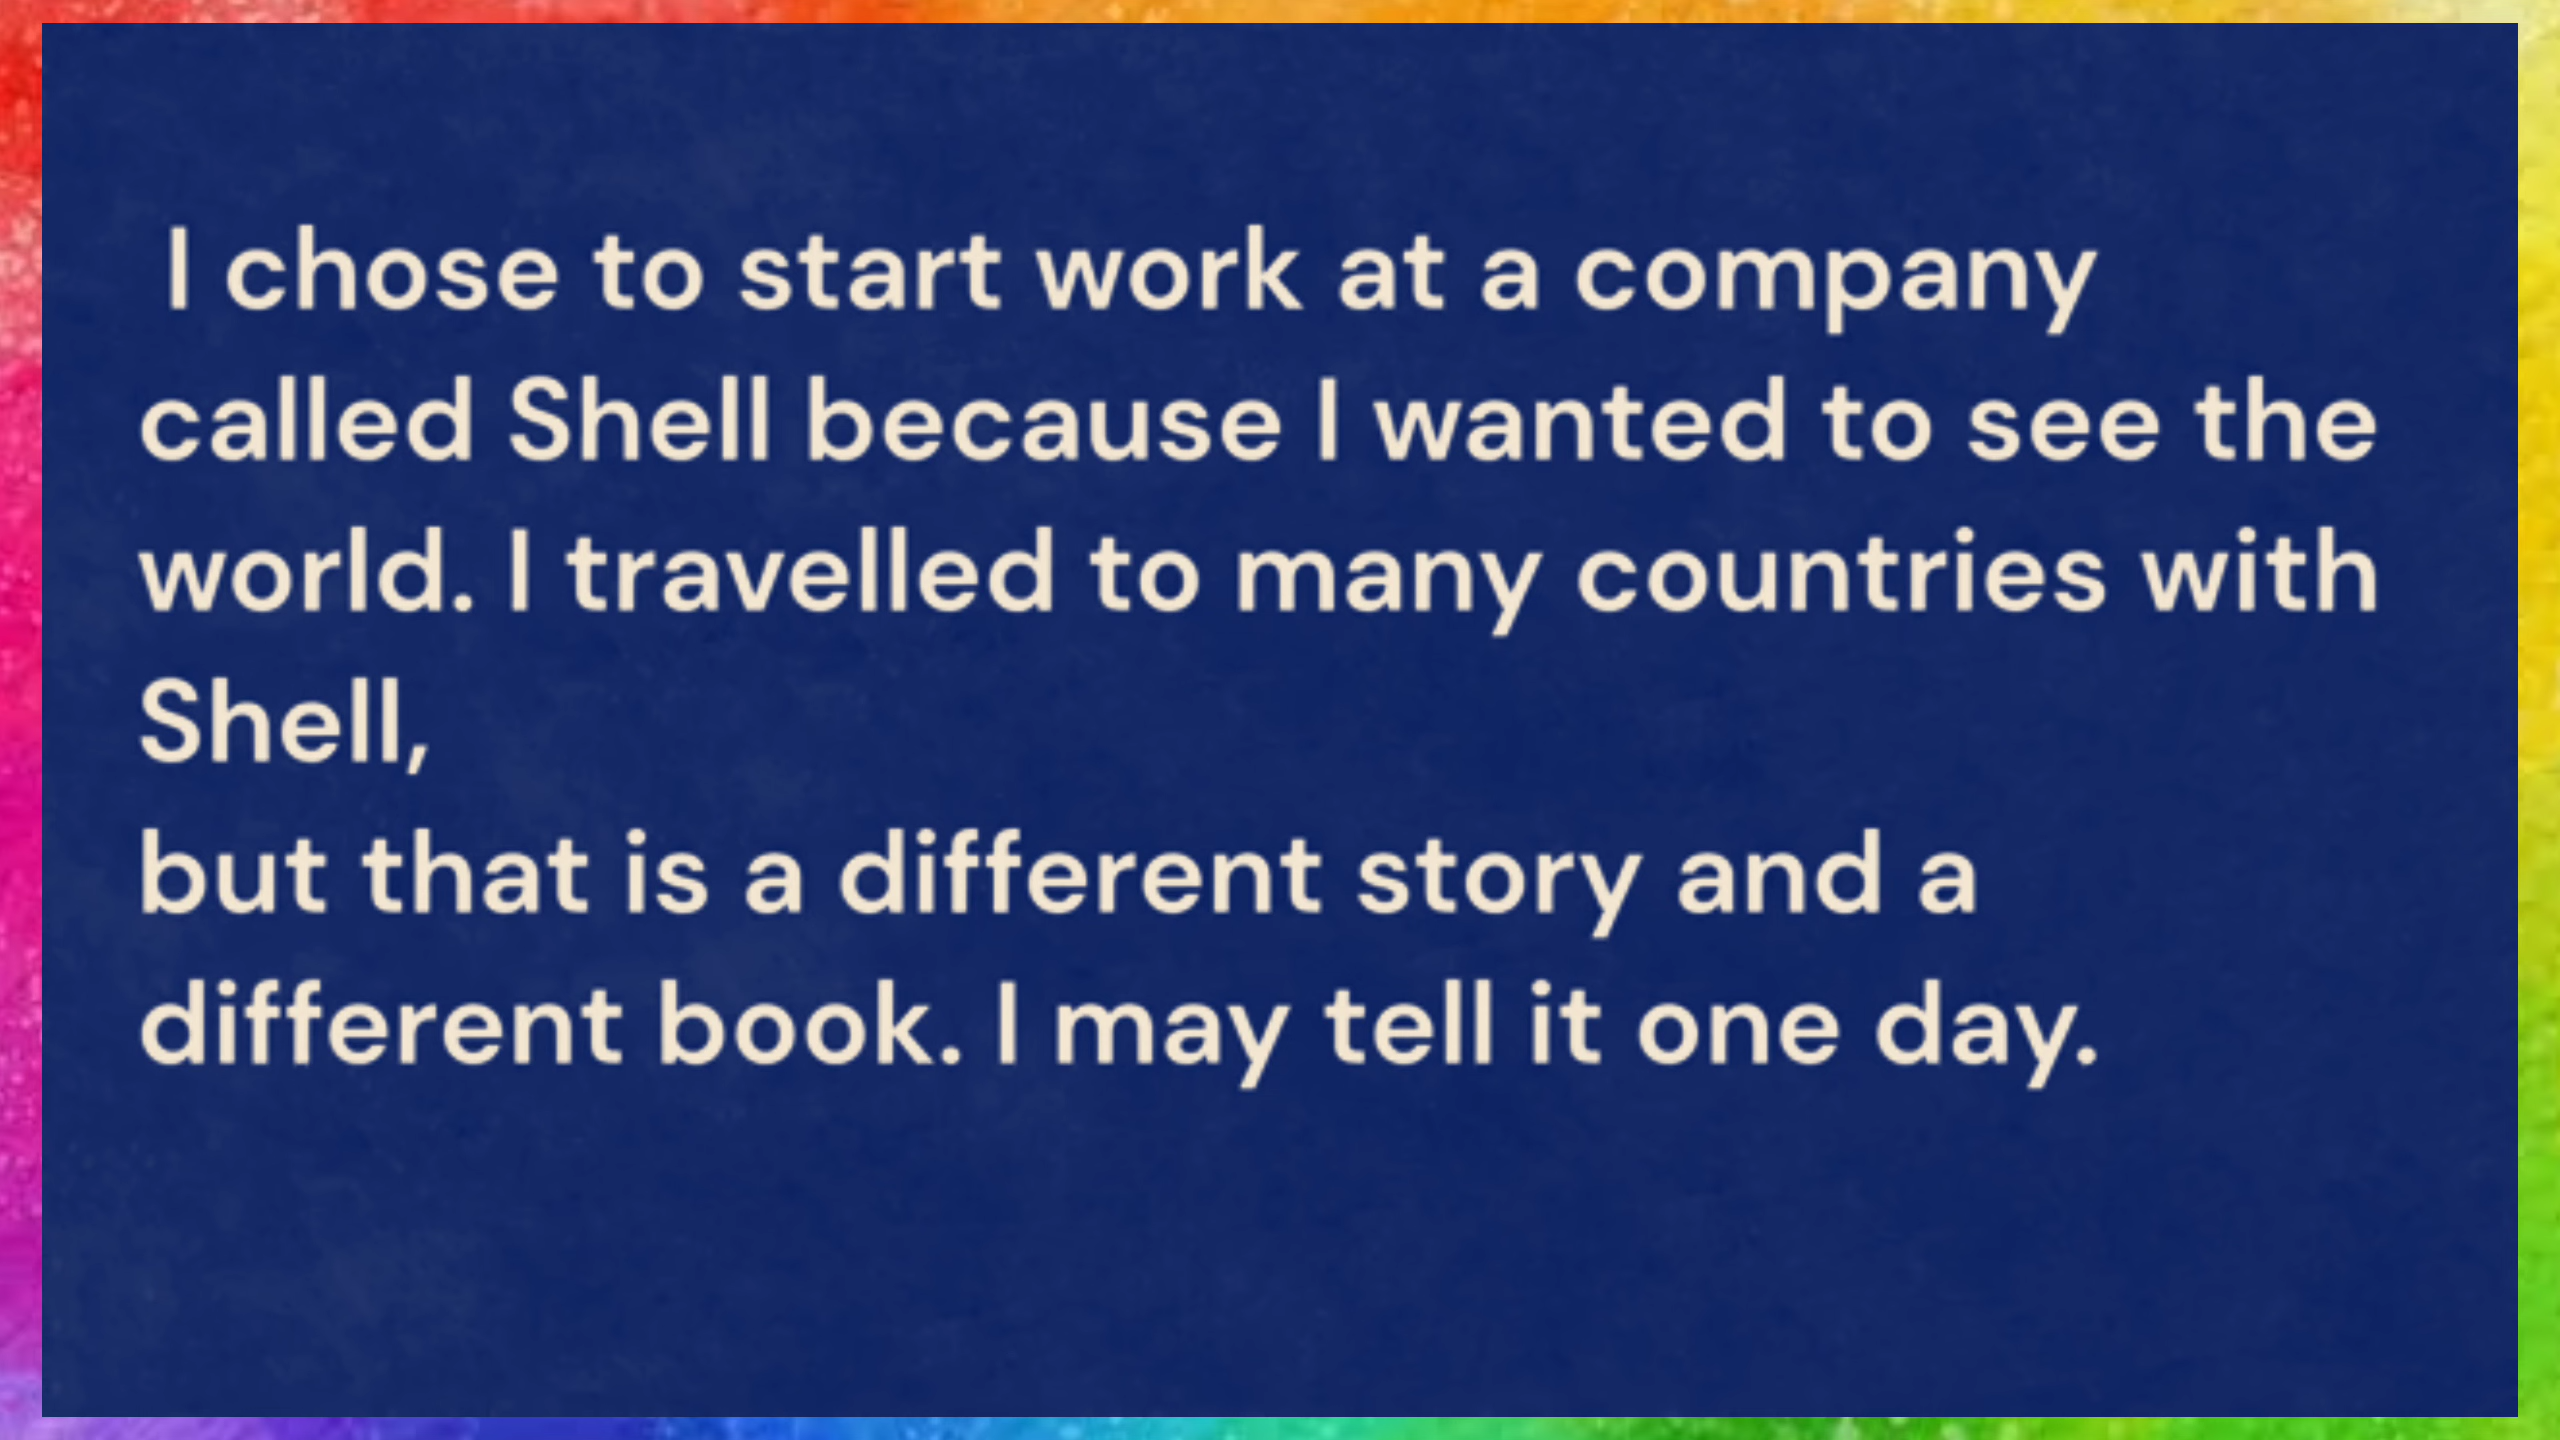 I chose to start work at a company
called Shell because I wanted to see the
world. I travelled to many countries with
Shell,
but that is a different story and a
different book. I may tell it one day.